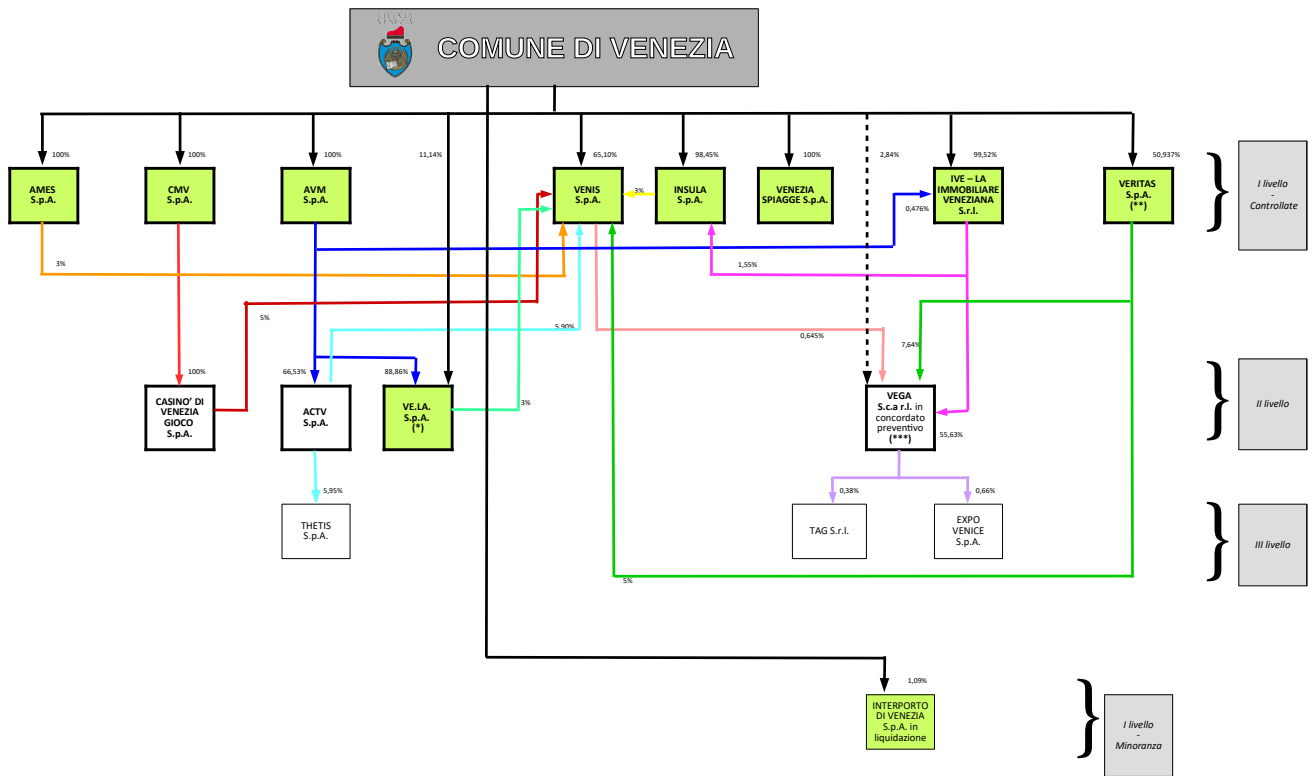 CITTA' DI
VENEZIA
COMUNE DI VENEZIA
100%
100%
100%
11,14%
65,10%
98,45%
100%
2,84%
99,52%
50,937%
AMES
S.p.A.
CMV
S.p.A.
AVM
S.p.A.
VENIS
S.p.A.
3%
INSULA
S.p.A.
VENEZIA
SPIAGGE S.p.A.
0,476%
IVE – LA
IMMOBILIARE
VENEZIANA
S.r.l.
VERITAS
S.p.A.
(**)
I livello
-
Controllate
3%
1,55%
5%
5,90%
0,645%
7,64%
100%
66,53%
88,86%
CASINO' DI
VENEZIA
GIOCO
S.p.A.
ACTV
S.p.A.
VE.LA.
S.p.A.
(*)
3%
VEGA
S.c.a r.l. in
concordato
preventivo
(***)
55,63%
II livello
5,95%
0,38%
0,66%
THETIS
S.p.A.
TAG S.r.l.
EXPO
VENICE
S.p.A.
III livello
5%
1,09%
INTERPORTO
DI VENEZIA
S.p.A. in
liquidazione
I livello
-
Minoranza